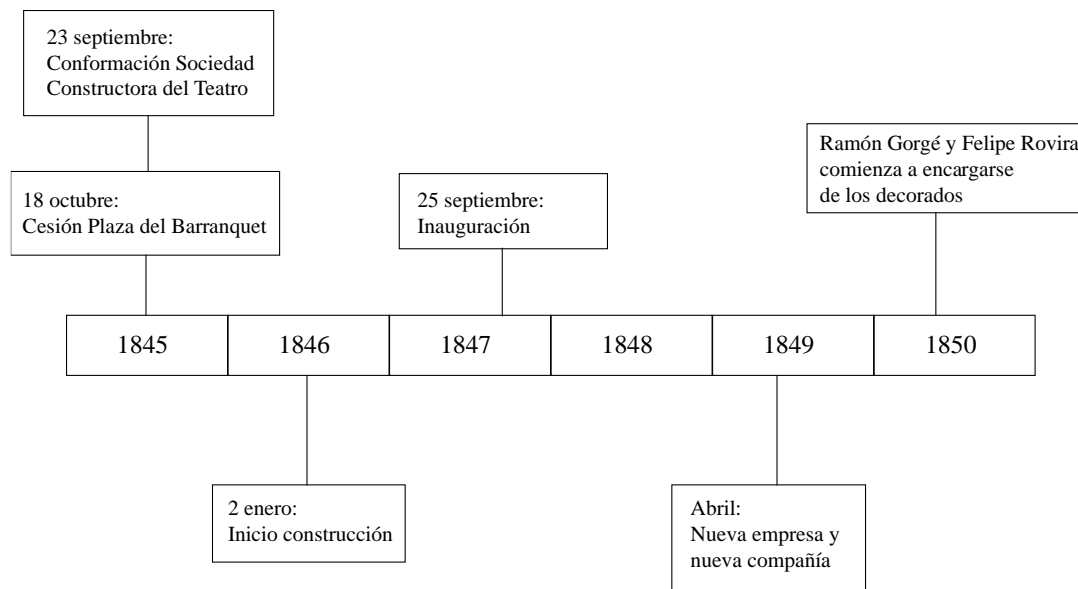 23 septiembre:
Conformación Sociedad
Constructora del Teatro
18 octubre:
Cesión Plaza del Barranquet
25 septiembre:
Inauguración
Ramón Gorgé y Felipe Rovira
comienza a encargarse
de los decorados
1845 1846 1847 1848 1849 1850
2 enero:
Inicio construcción
Abril:
Nueva empresa y
nueva compañía